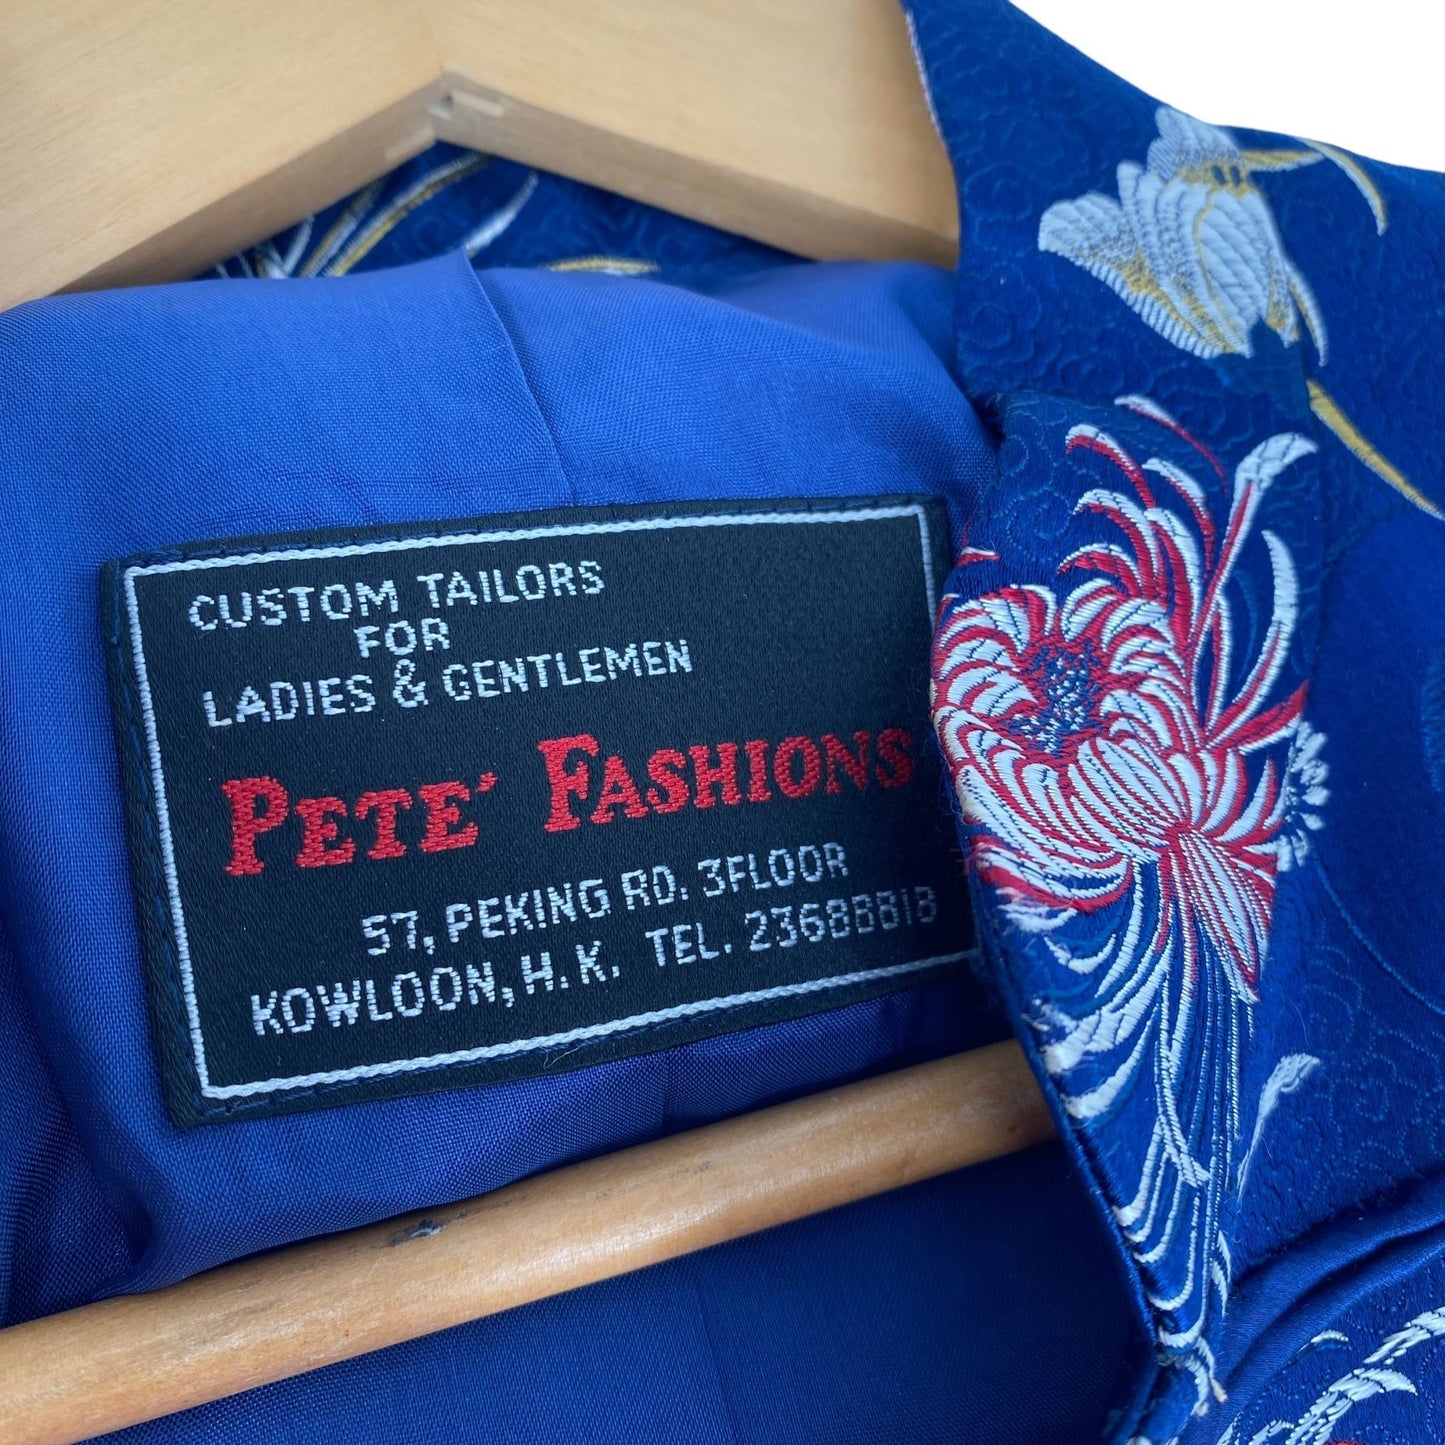 CUSTOM TAILORS
FOR
LADIES & GENTLEMEN
PETE' FASHIONS
57, PEKING RD. 3FLOOR
KOWLOON, H.K. TEL. 23688818